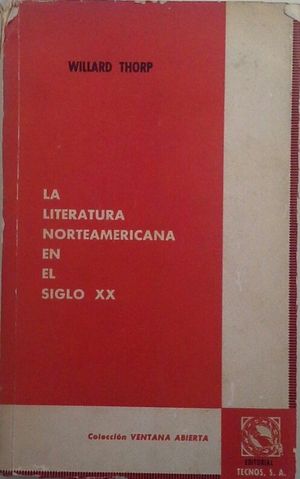 WILLARD THORP
LA
LITERATURA
NORTEAMERICANA
EN
EL
SIGLO XX
Colección VENTANA ABIERTA
EDITORIAL
TECNOS, S. A.